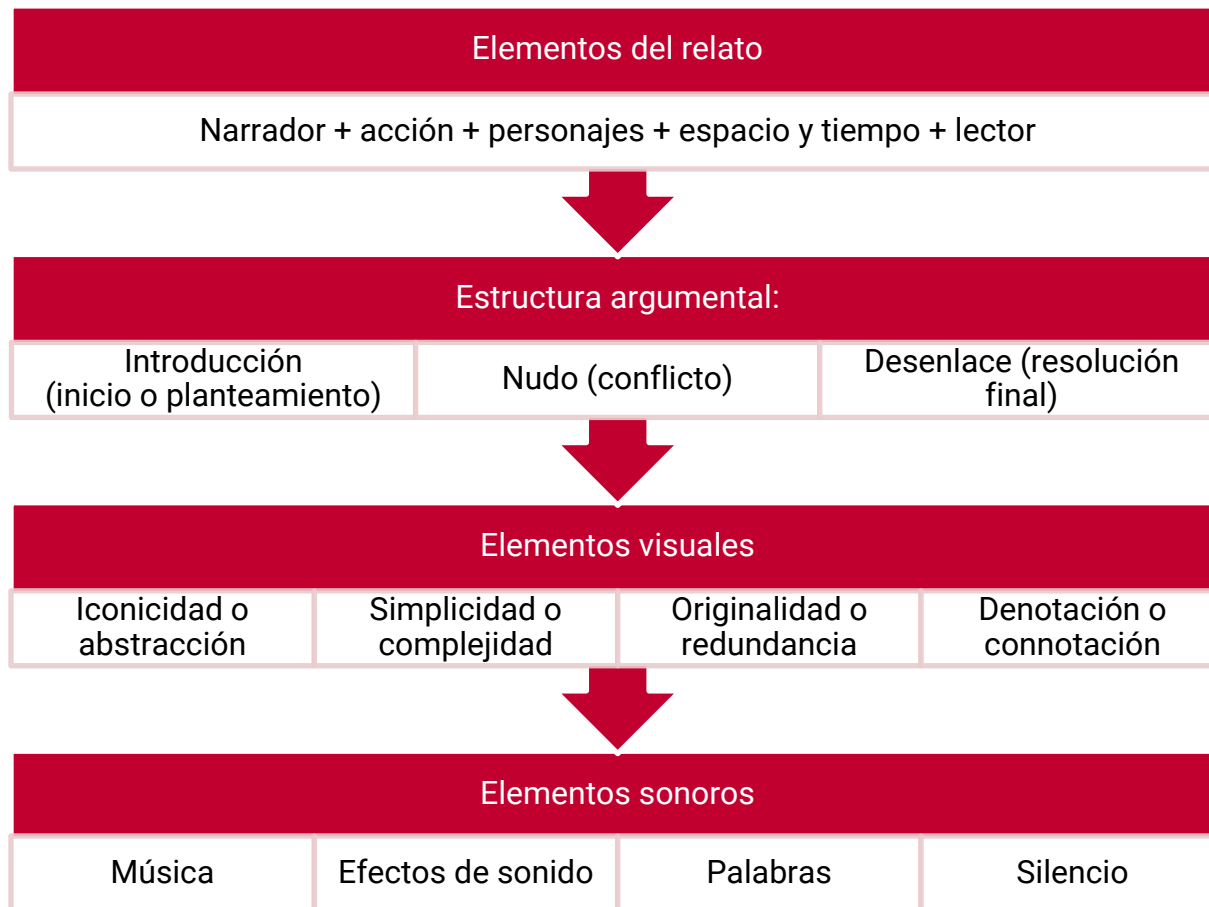 Elementos del relato
Narrador + acción + personajes + espacio y tiempo + lector
Estructura argumental:
Introducción
(inicio o planteamiento)
Nudo (conflicto)
Desenlace (resolución
final)
Elementos visuales
Iconicidad o
abstracción
Simplicidad o
complejidad
Originalidad o
redundancia
Denotación o
connotación
Elementos sonoros
Música
Efectos de sonido
Palabras
Silencio